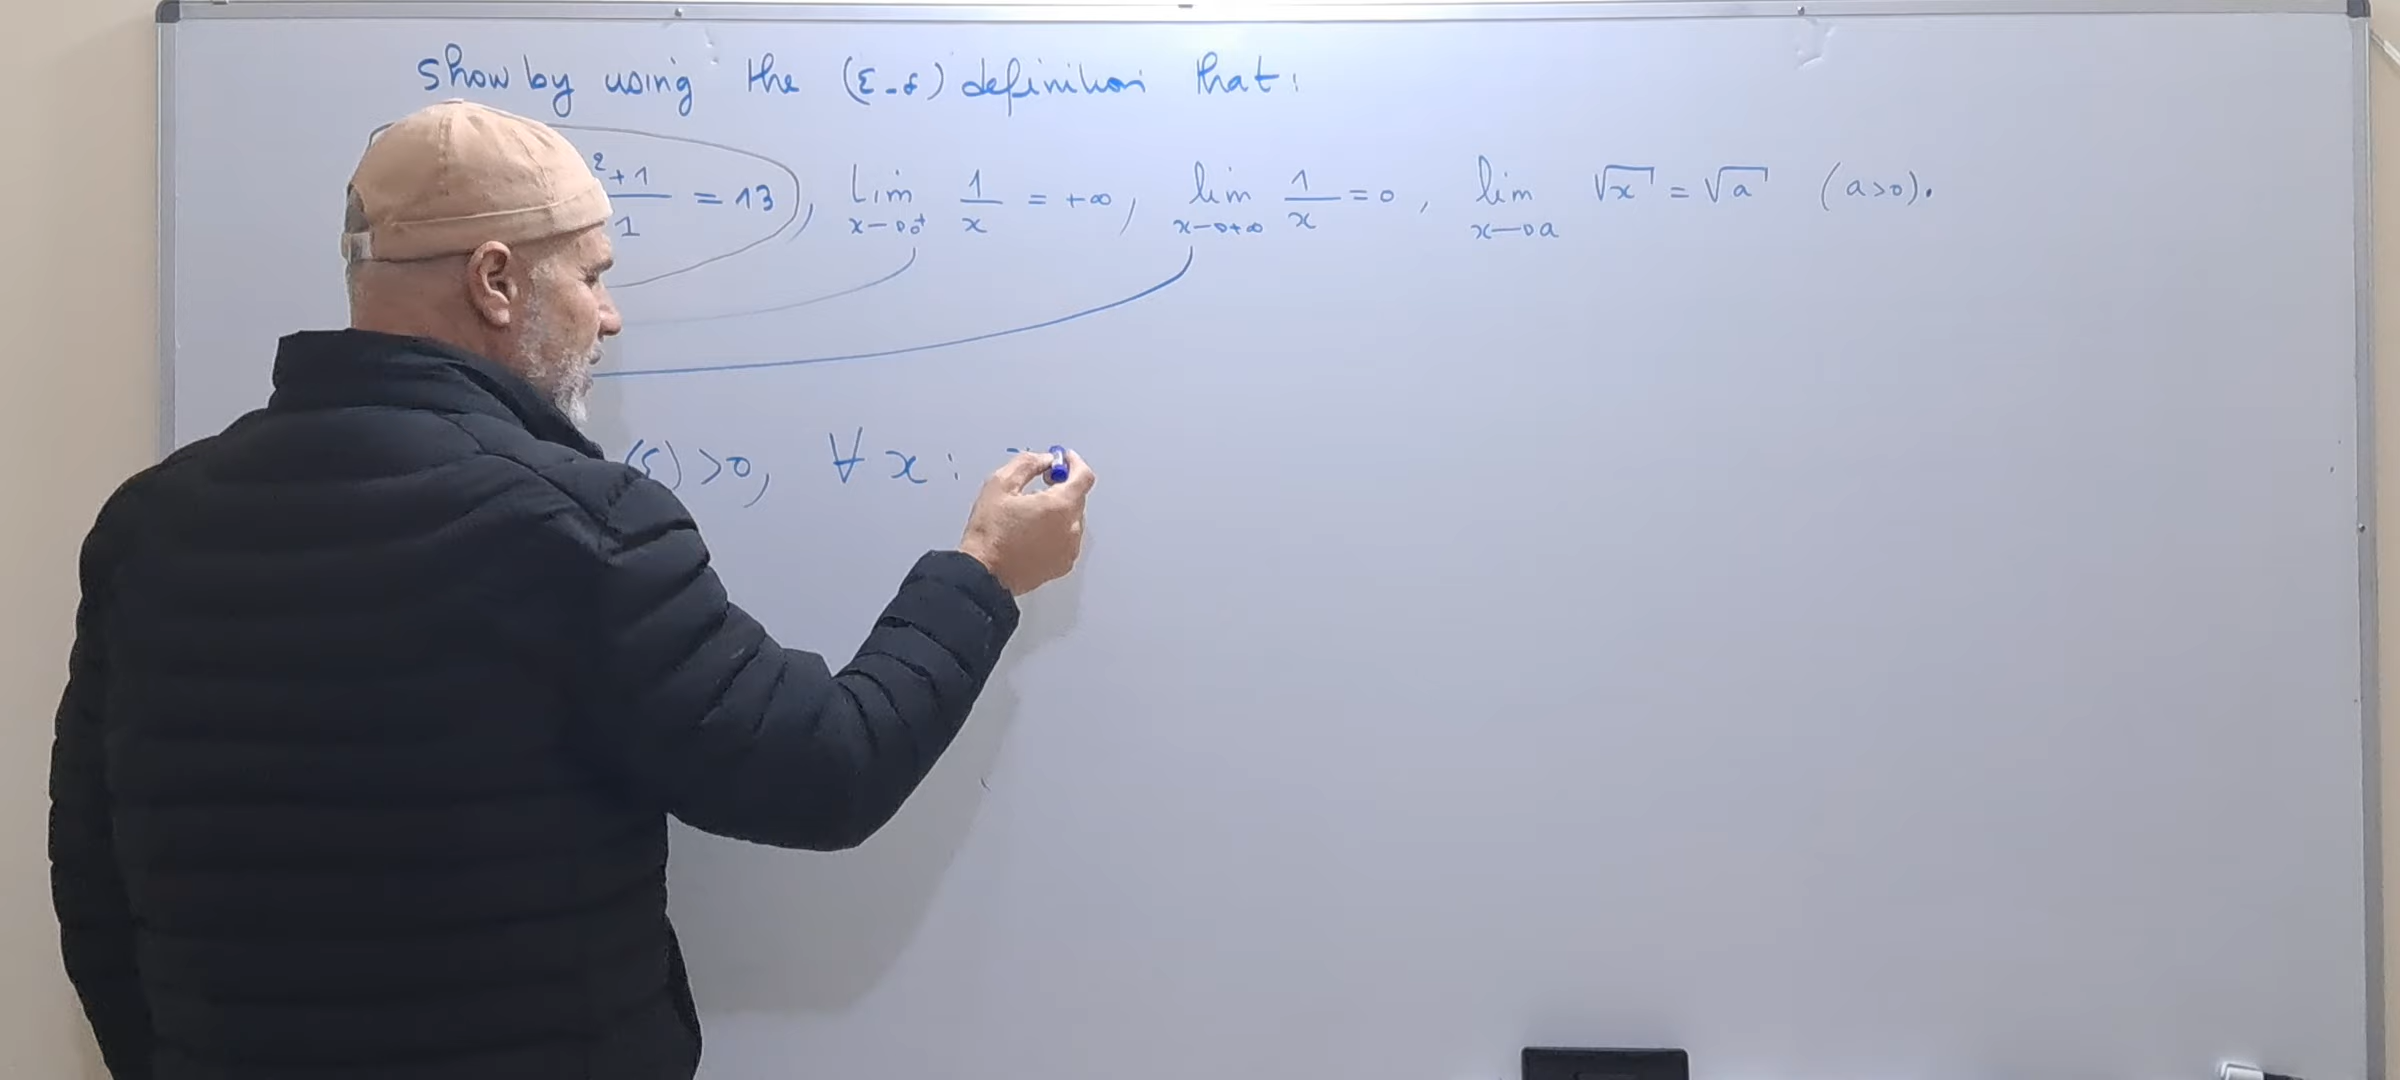 Show by using the (ε-δ) definition that:
²+1 / 1 = 13), Lim x→0⁺ 1/x = +∞, lim x→+∞ 1/x = 0, lim x→a √x = √a (a>0).
(ε) >0, ∀ x :